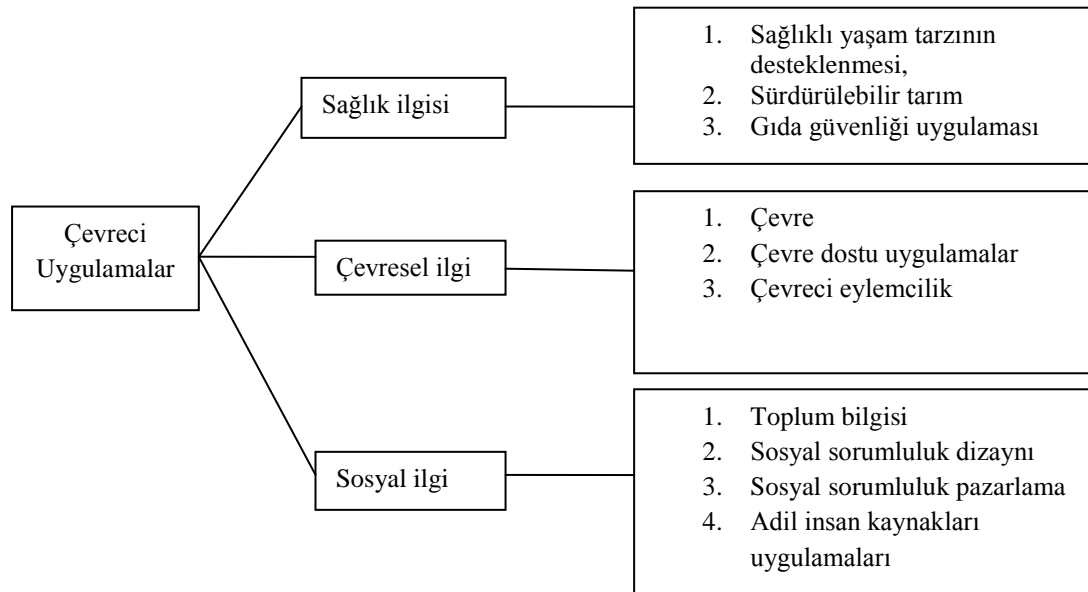 Çevreci
Uygulamalar
Sağlık ilgisi
1. Sağlıklı yaşam tarzının
desteklenmesi,
2. Sürdürülebilir tarım
3. Gıda güvenliği uygulaması
Çevresel ilgi
1. Çevre
2. Çevre dostu uygulamalar
3. Çevreci eylemcilik
Sosyal ilgi
1. Toplum bilgisi
2. Sosyal sorumluluk dizaynı
3. Sosyal sorumluluk pazarlama
4. Adil insan kaynakları
uygulamaları